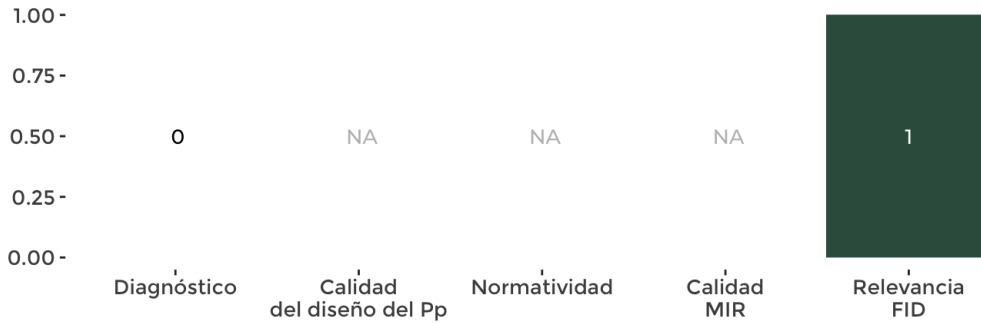 1.00
0.75
0.50
0.25
0.00
0
NA
NA
NA
1
Diagnóstico
Calidad
del diseño del Pp
Normatividad
Calidad
MIR
Relevancia
FID